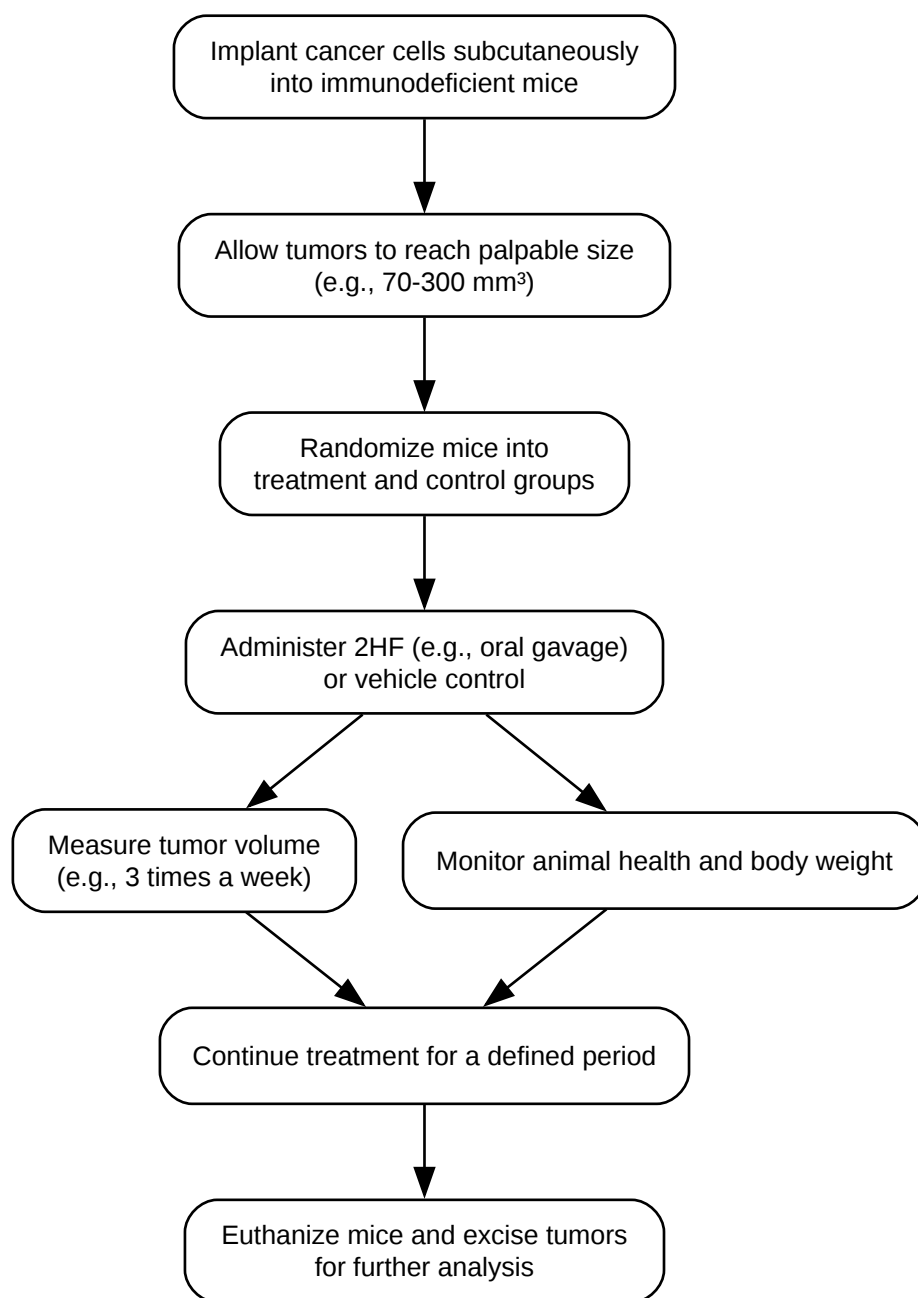 Implant cancer cells subcutaneously
into immunodeficient mice
Allow tumors to reach palpable size
(e.g., 70-300 mm³)
Randomize mice into
treatment and control groups
Administer 2HF (e.g., oral gavage)
or vehicle control
Measure tumor volume
(e.g., 3 times a week)
Monitor animal health and body weight
Continue treatment for a defined period
Euthanize mice and excise tumors
for further analysis